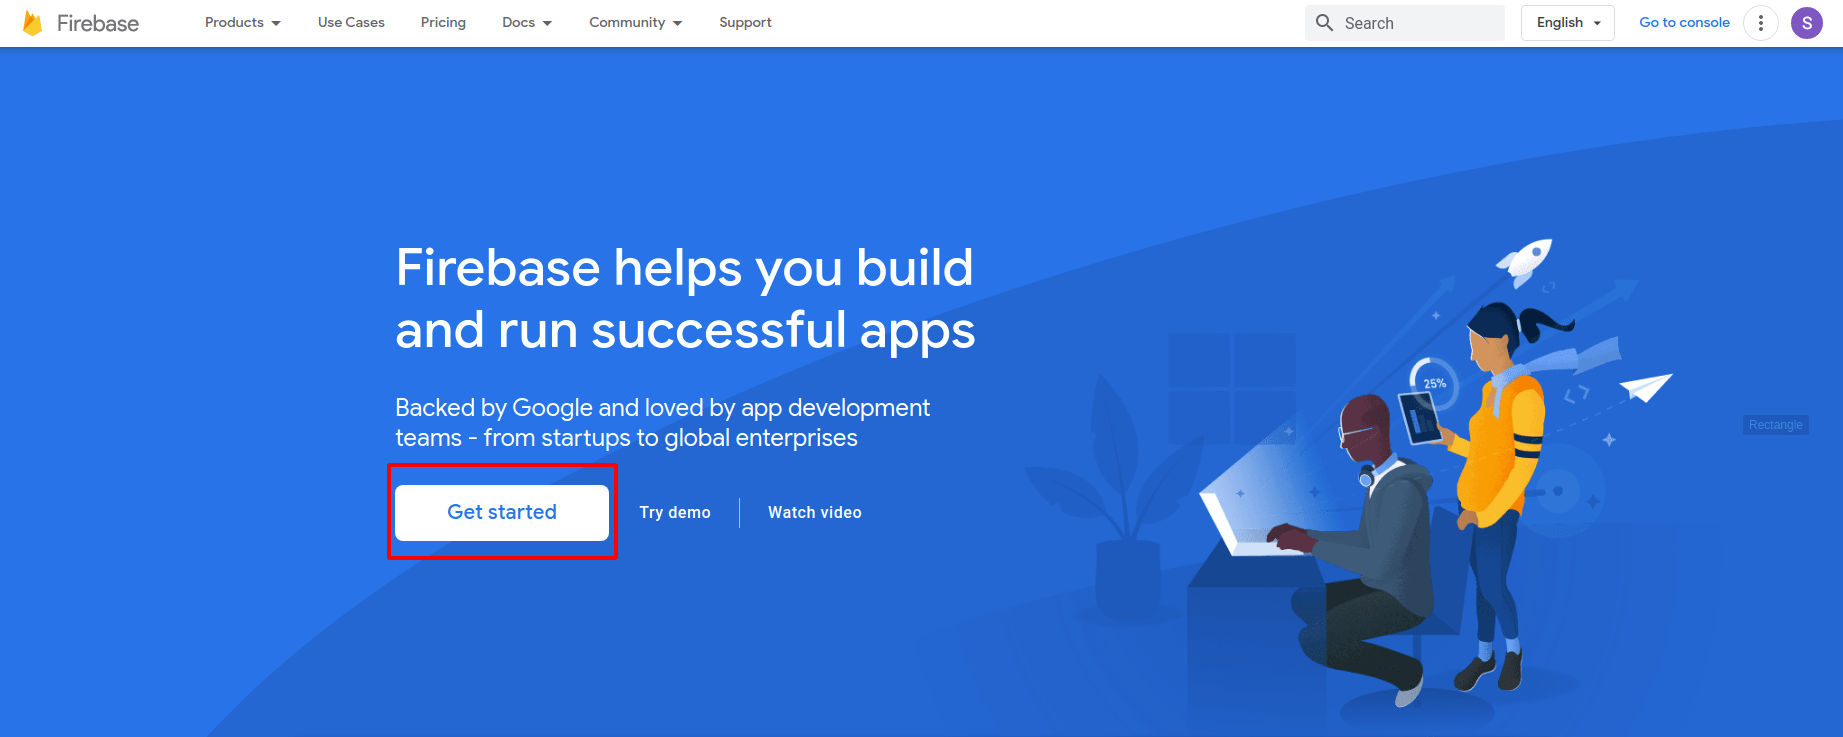 Firebase Products Use Cases Pricing Docs Community Support Search English Go to console S
Firebase helps you build
and run successful apps
Backed by Google and loved by app development
teams - from startups to global enterprises
Get started Try demo Watch video
25%
Rectangle